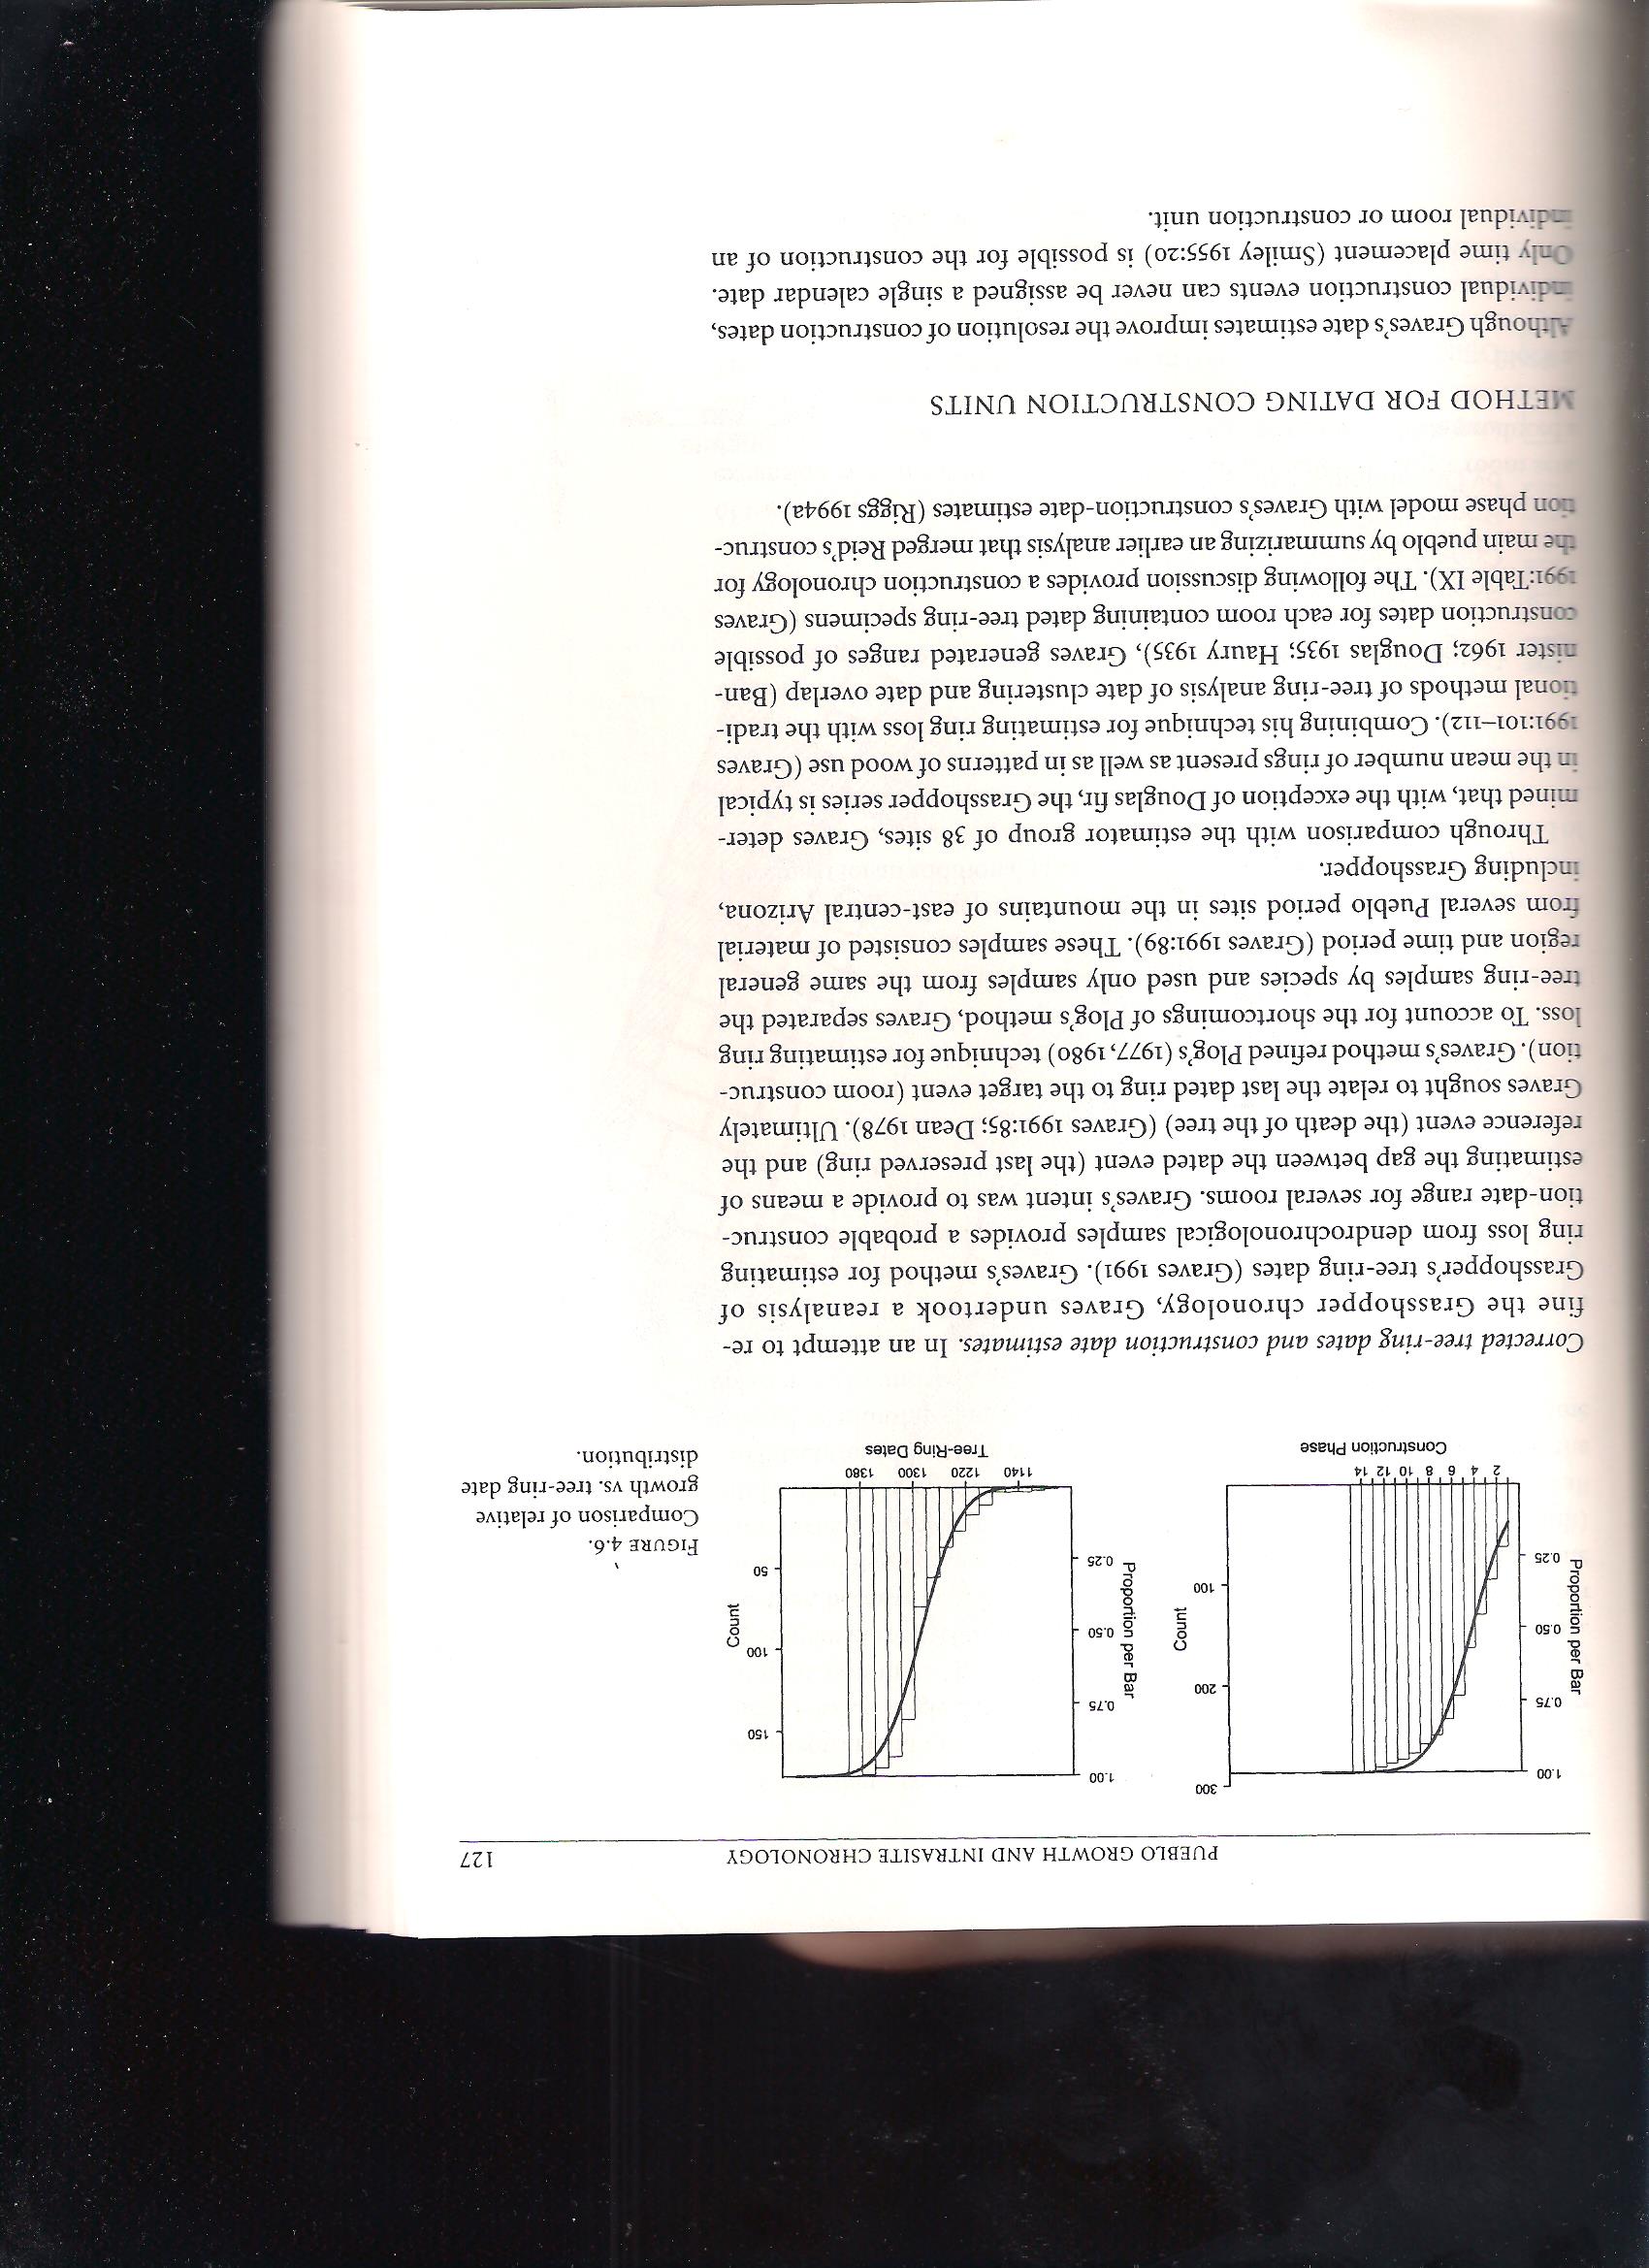 PUEBLO GROWTH AND INTRASITE CHRONOLOGY 127
1.00
0.75
0.50
0.25
Proportion per Bar
300
200
100
Count
2 4 6 8 10 12 14
Construction Phase
1.00
0.75
0.50
0.25
Proportion per Bar
150
100
50
Count
1140 1220 1300 1380
Tree-Ring Dates
FIGURE 4.6.
Comparison of relative
growth vs. tree-ring date
distribution.
Corrected tree-ring dates and construction date estimates. In an attempt to re-
fine the Grasshopper chronology, Graves undertook a reanalysis of
Grasshopper's tree-ring dates (Graves 1991). Graves's method for estimating
ring loss from dendrochronological samples provides a probable construc-
tion-date range for several rooms. Graves's intent was to provide a means of
estimating the gap between the dated event (the last preserved ring) and the
reference event (the death of the tree) (Graves 1991:85; Dean 1978). Ultimately
Graves sought to relate the last dated ring to the target event (room construc-
tion). Graves's method refined Plog's (1977, 1980) technique for estimating ring
loss. To account for the shortcomings of Plog's method, Graves separated the
tree-ring samples by species and used only samples from the same general
region and time period (Graves 1991:89). These samples consisted of material
from several Pueblo period sites in the mountains of east-central Arizona,
including Grasshopper.
Through comparison with the estimator group of 38 sites, Graves deter-
mined that, with the exception of Douglas fir, the Grasshopper series is typical
in the mean number of rings present as well as in patterns of wood use (Graves
1991:101–112). Combining his technique for estimating ring loss with the tradi-
tional methods of tree-ring analysis of date clustering and date overlap (Ban-
nister 1962; Douglas 1935; Haury 1935), Graves generated ranges of possible
construction dates for each room containing dated tree-ring specimens (Graves
1991:Table IX). The following discussion provides a construction chronology for
the main pueblo by summarizing an earlier analysis that merged Reid's construc-
tion phase model with Graves's construction-date estimates (Riggs 1994a).
METHOD FOR DATING CONSTRUCTION UNITS
Although Graves's date estimates improve the resolution of construction dates,
individual construction events can never be assigned a single calendar date.
Only time placement (Smiley 1955:20) is possible for the construction of an
individual room or construction unit.